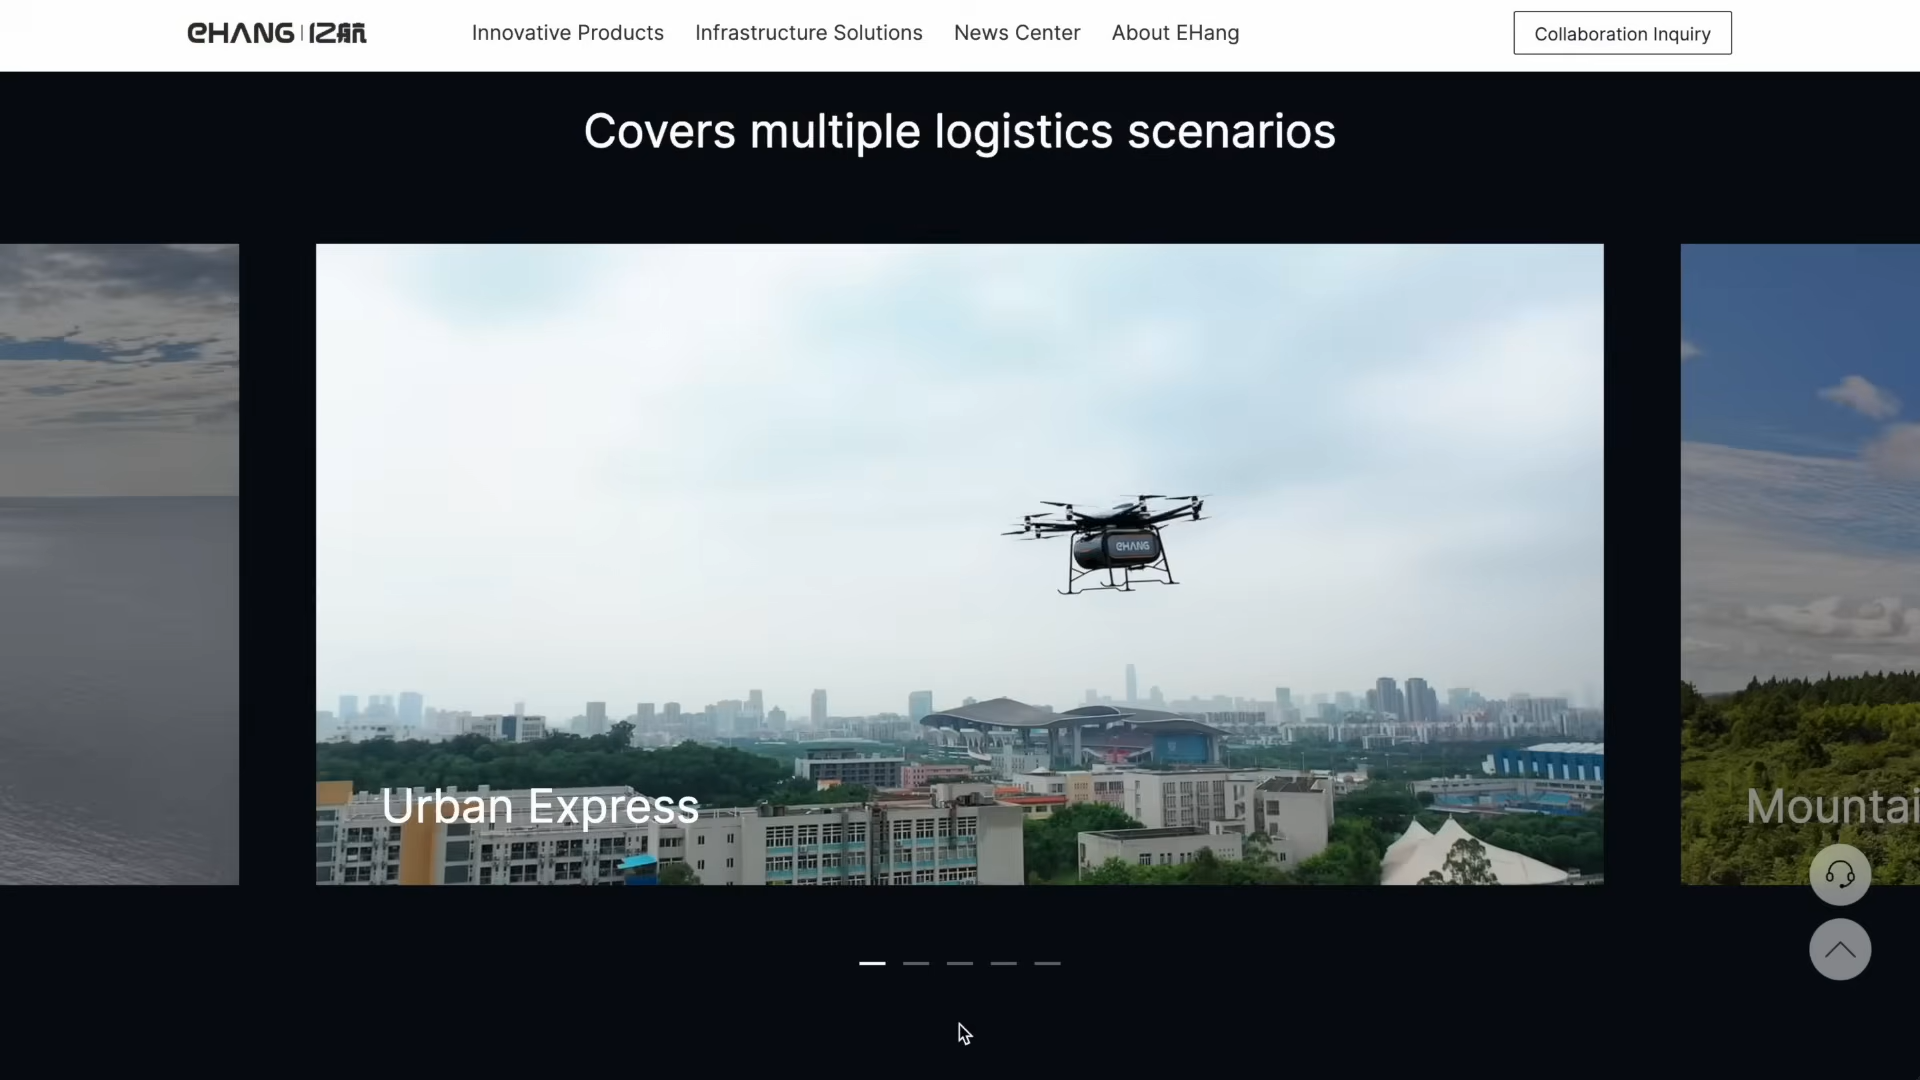 EHANG 亿航
Innovative Products
Infrastructure Solutions
News Center
About EHang
Collaboration Inquiry
Covers multiple logistics scenarios
EHANG
Urban Express
Mountai